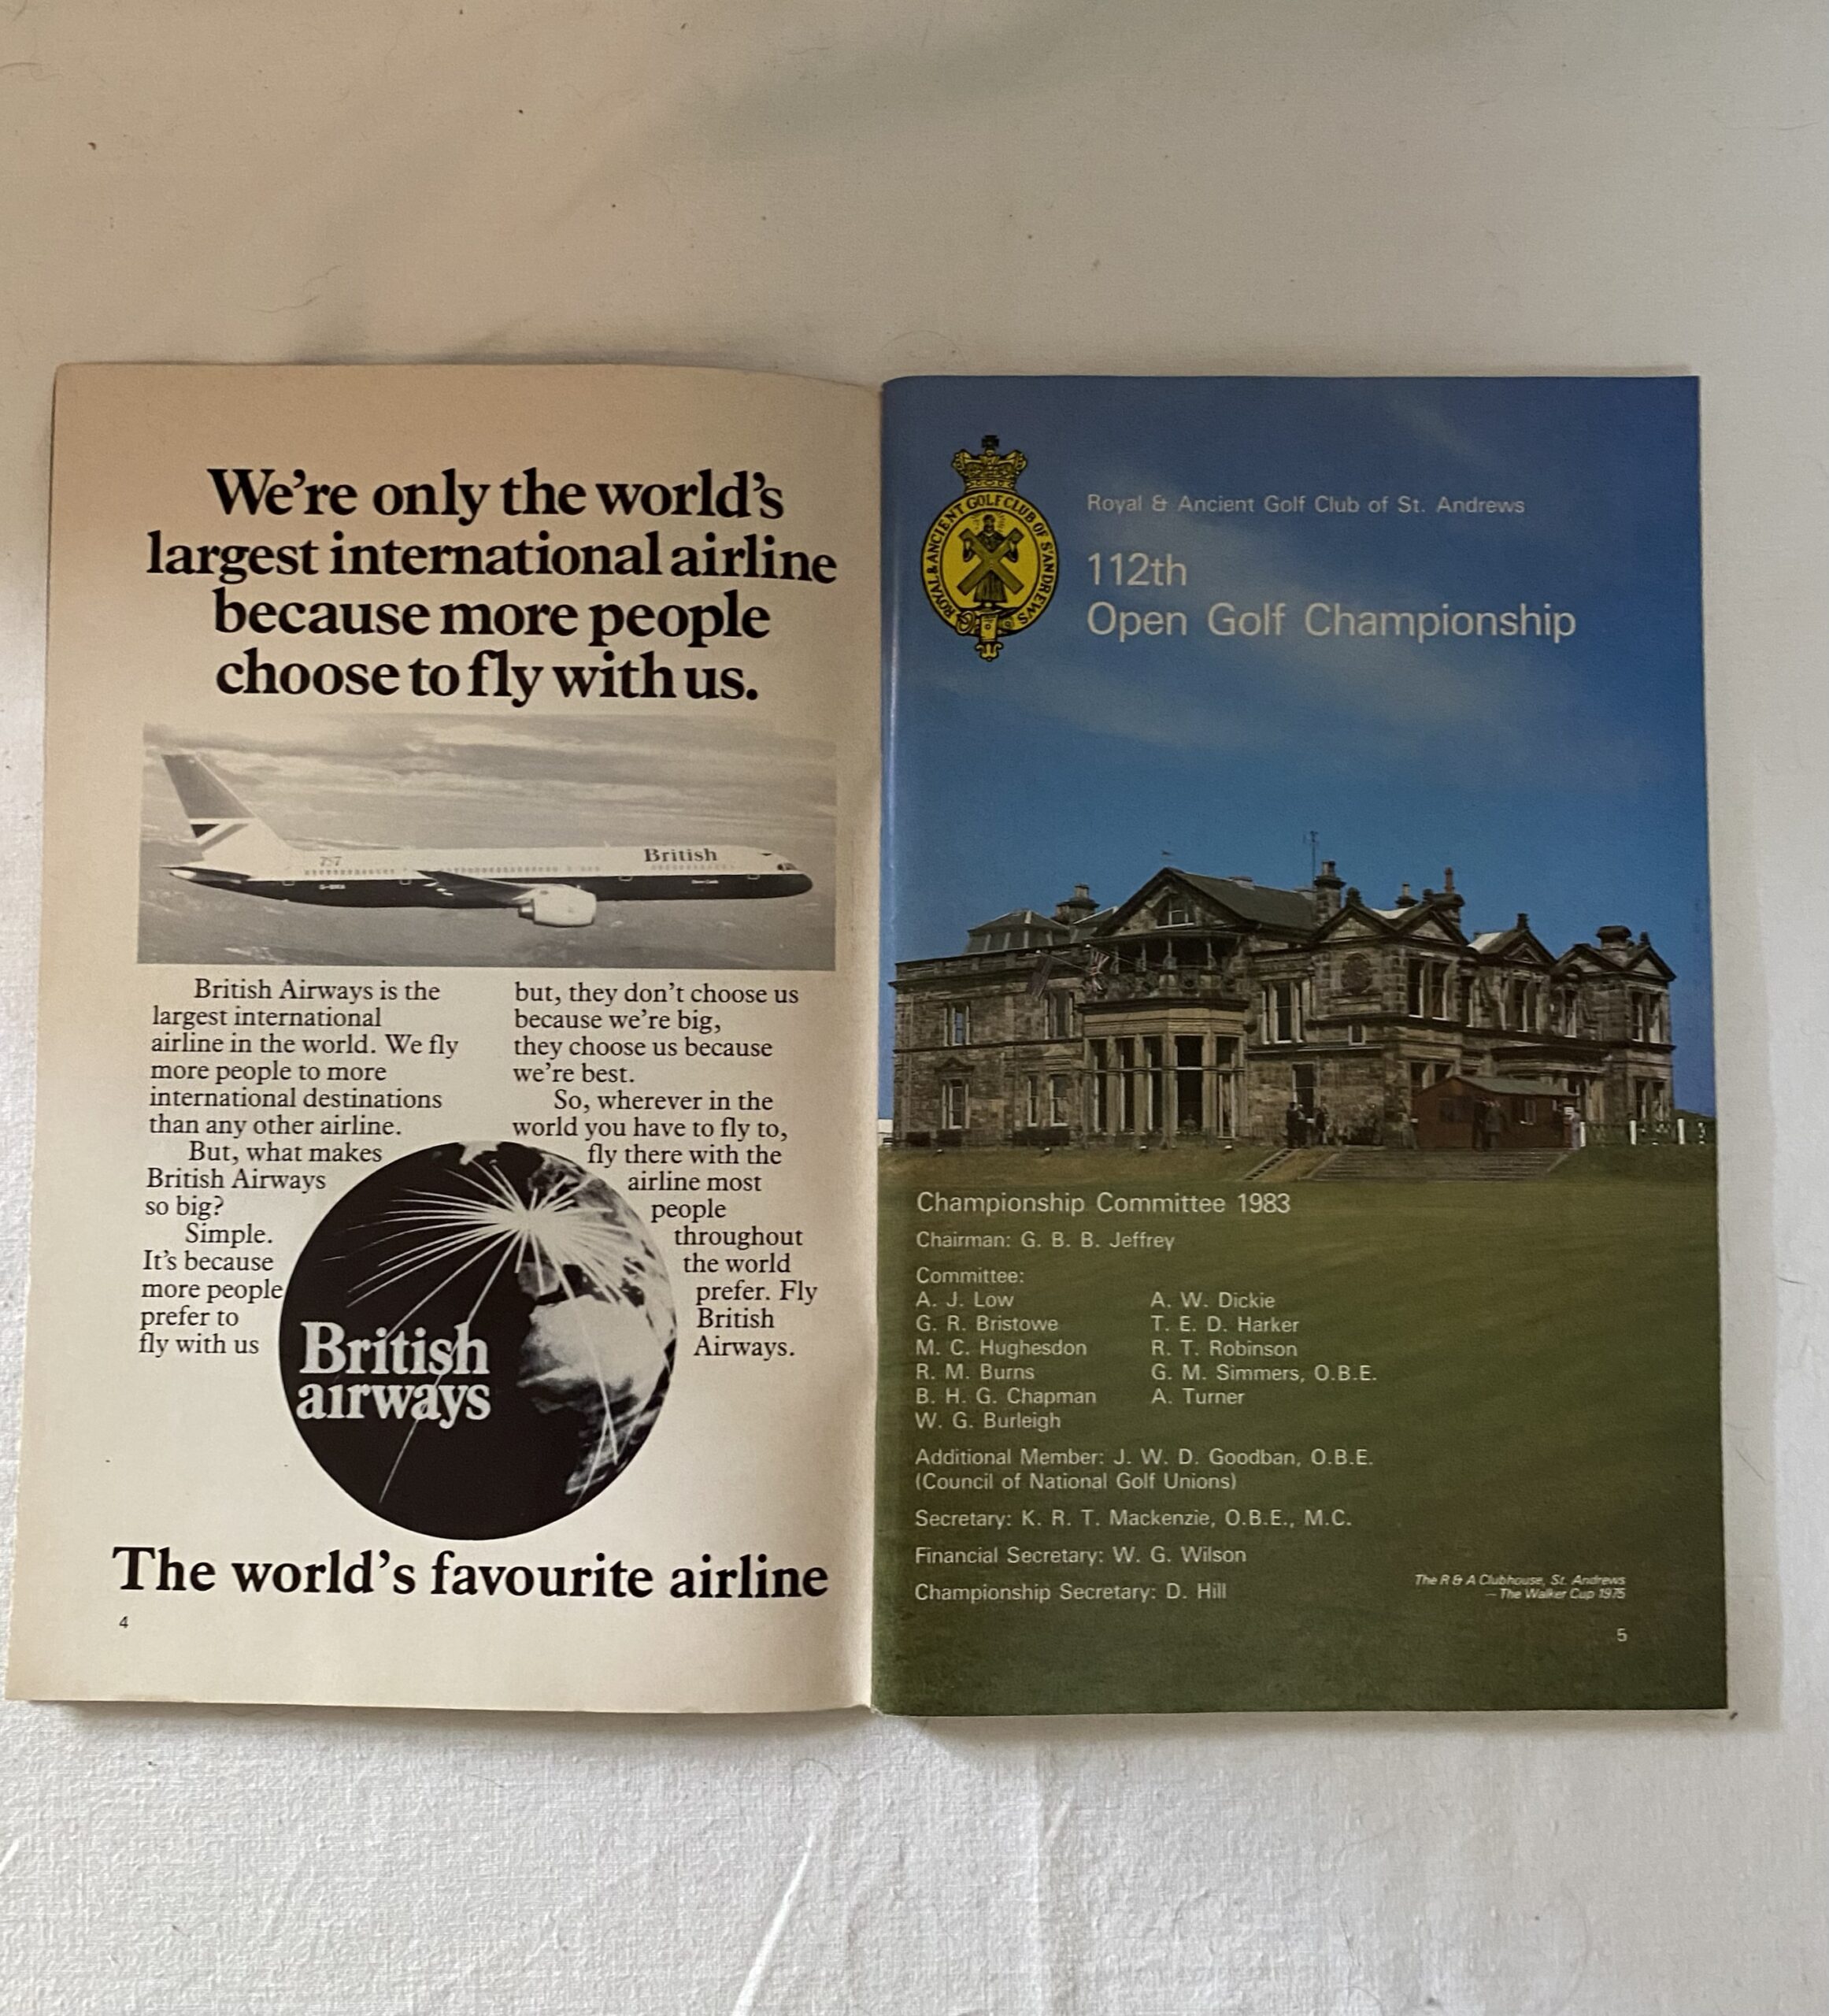 We're only the world's
largest international airline
because more people
choose to fly with us.
757
British
British Airways is the
largest international
airline in the world. We fly
more people to more
international destinations
than any other airline.
But, what makes
British Airways
so big?
Simple.
It's because
more people
prefer to
fly with us
but, they don't choose us
because we're big,
they choose us because
we're best.
So, wherever in the
world you have to fly to,
fly there with the
airline most
people
throughout
the world
prefer. Fly
British
Airways.
British
airways
The world's favourite airline
4
ROYAL & ANCIENT GOLF CLUB OF ST ANDREWS
Royal & Ancient Golf Club of St. Andrews
112th
Open Golf Championship
Championship Committee 1983
Chairman: G. B. B. Jeffrey
Committee:
A. J. Low A. W. Dickie
G. R. Bristowe T. E. D. Harker
M. C. Hughesdon R. T. Robinson
R. M. Burns G. M. Simmers, O.B.E.
B. H. G. Chapman A. Turner
W. G. Burleigh
Additional Member: J. W. D. Goodban, O.B.E.
(Council of National Golf Unions)
Secretary: K. R. T. Mackenzie, O.B.E., M.C.
Financial Secretary: W. G. Wilson
Championship Secretary: D. Hill
The R & A Clubhouse, St. Andrews
— The Walker Cup 1975
5